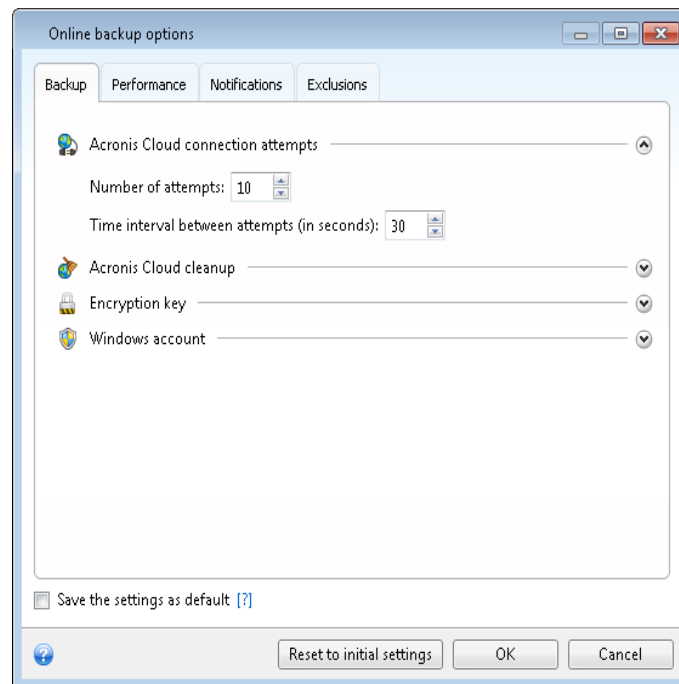 Online backup options
Backup Performance Notifications Exclusions
Acronis Cloud connection attempts
Number of attempts: 10
Time interval between attempts (in seconds): 30
Acronis Cloud cleanup
Encryption key
Windows account
Save the settings as default [?]
? Reset to initial settings OK Cancel